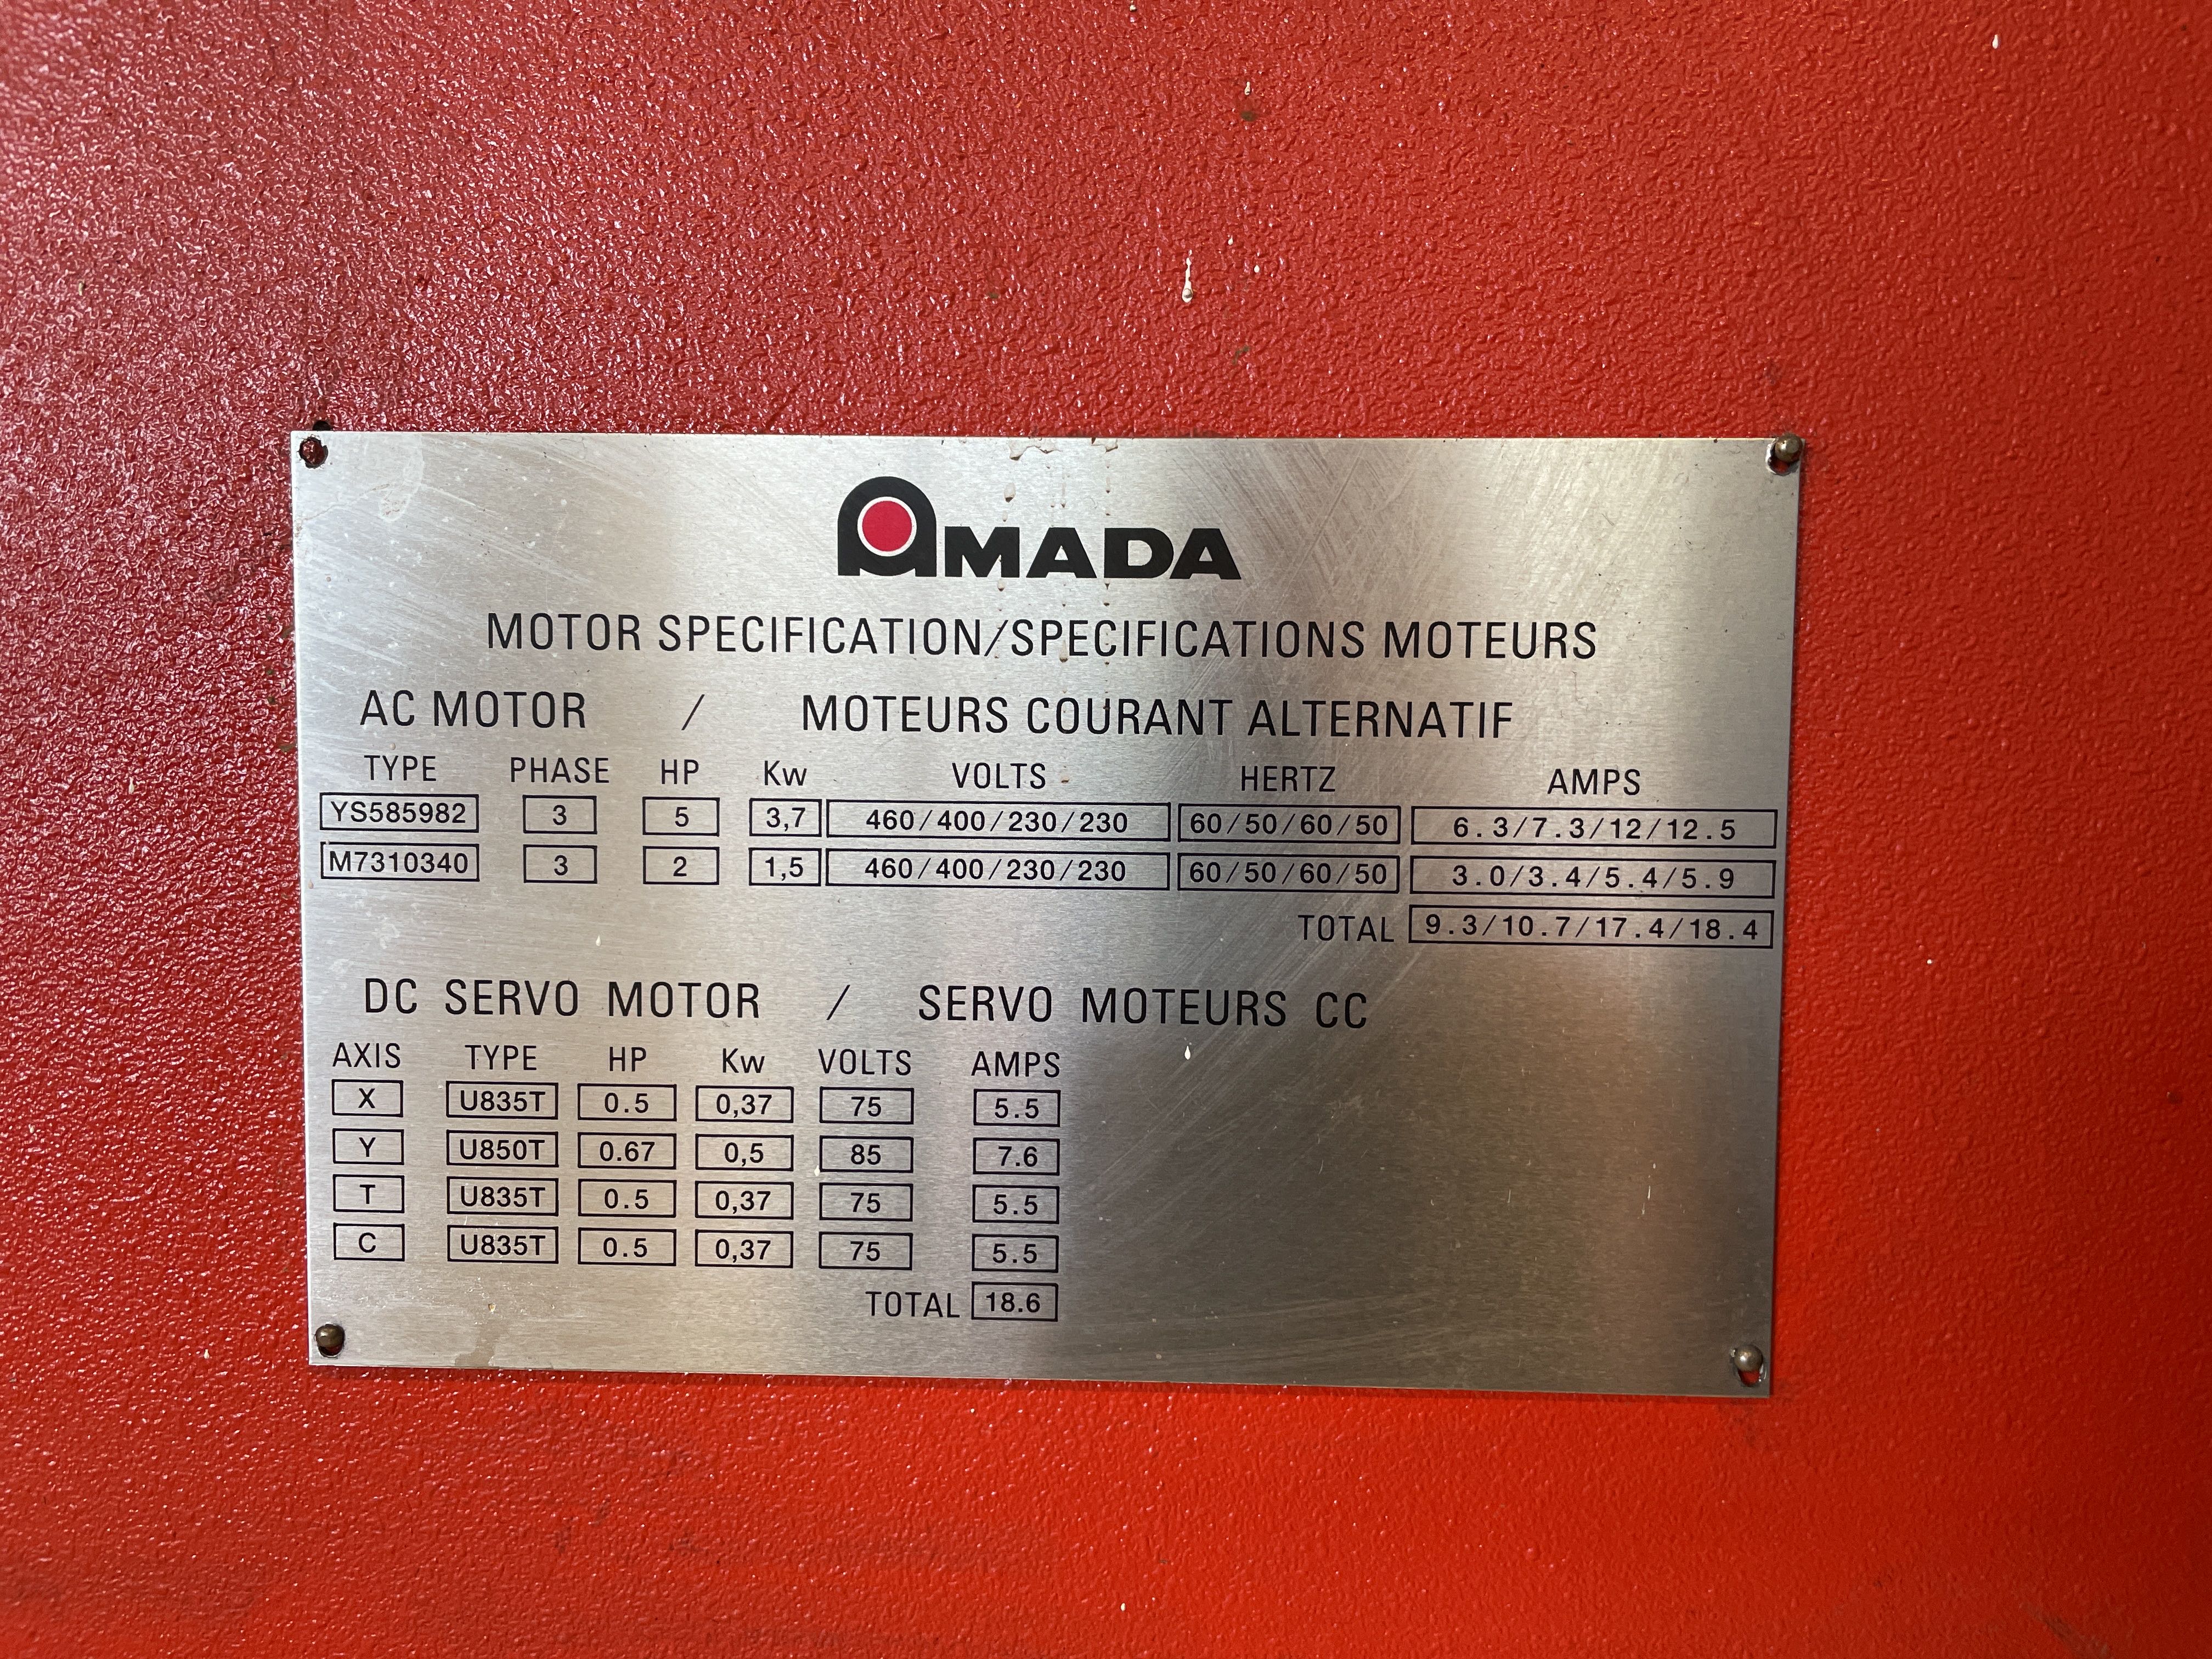 AMADA
MOTOR SPECIFICATION/SPECIFICATIONS MOTEURS
AC MOTOR / MOTEURS COURANT ALTERNATIF
TYPE PHASE HP Kw VOLTS HERTZ AMPS
YS585982 3 5 3,7 460/400/230/230 60/50/60/50 6.3/7.3/12/12.5
M7310340 3 2 1,5 460/400/230/230 60/50/60/50 3.0/3.4/5.4/5.9
TOTAL 9.3/10.7/17.4/18.4
DC SERVO MOTOR / SERVO MOTEURS CC
AXIS TYPE HP Kw VOLTS AMPS
X U835T 0.5 0,37 75 5.5
Y U850T 0.67 0,5 85 7.6
T U835T 0.5 0,37 75 5.5
C U835T 0.5 0,37 75 5.5
TOTAL 18.6